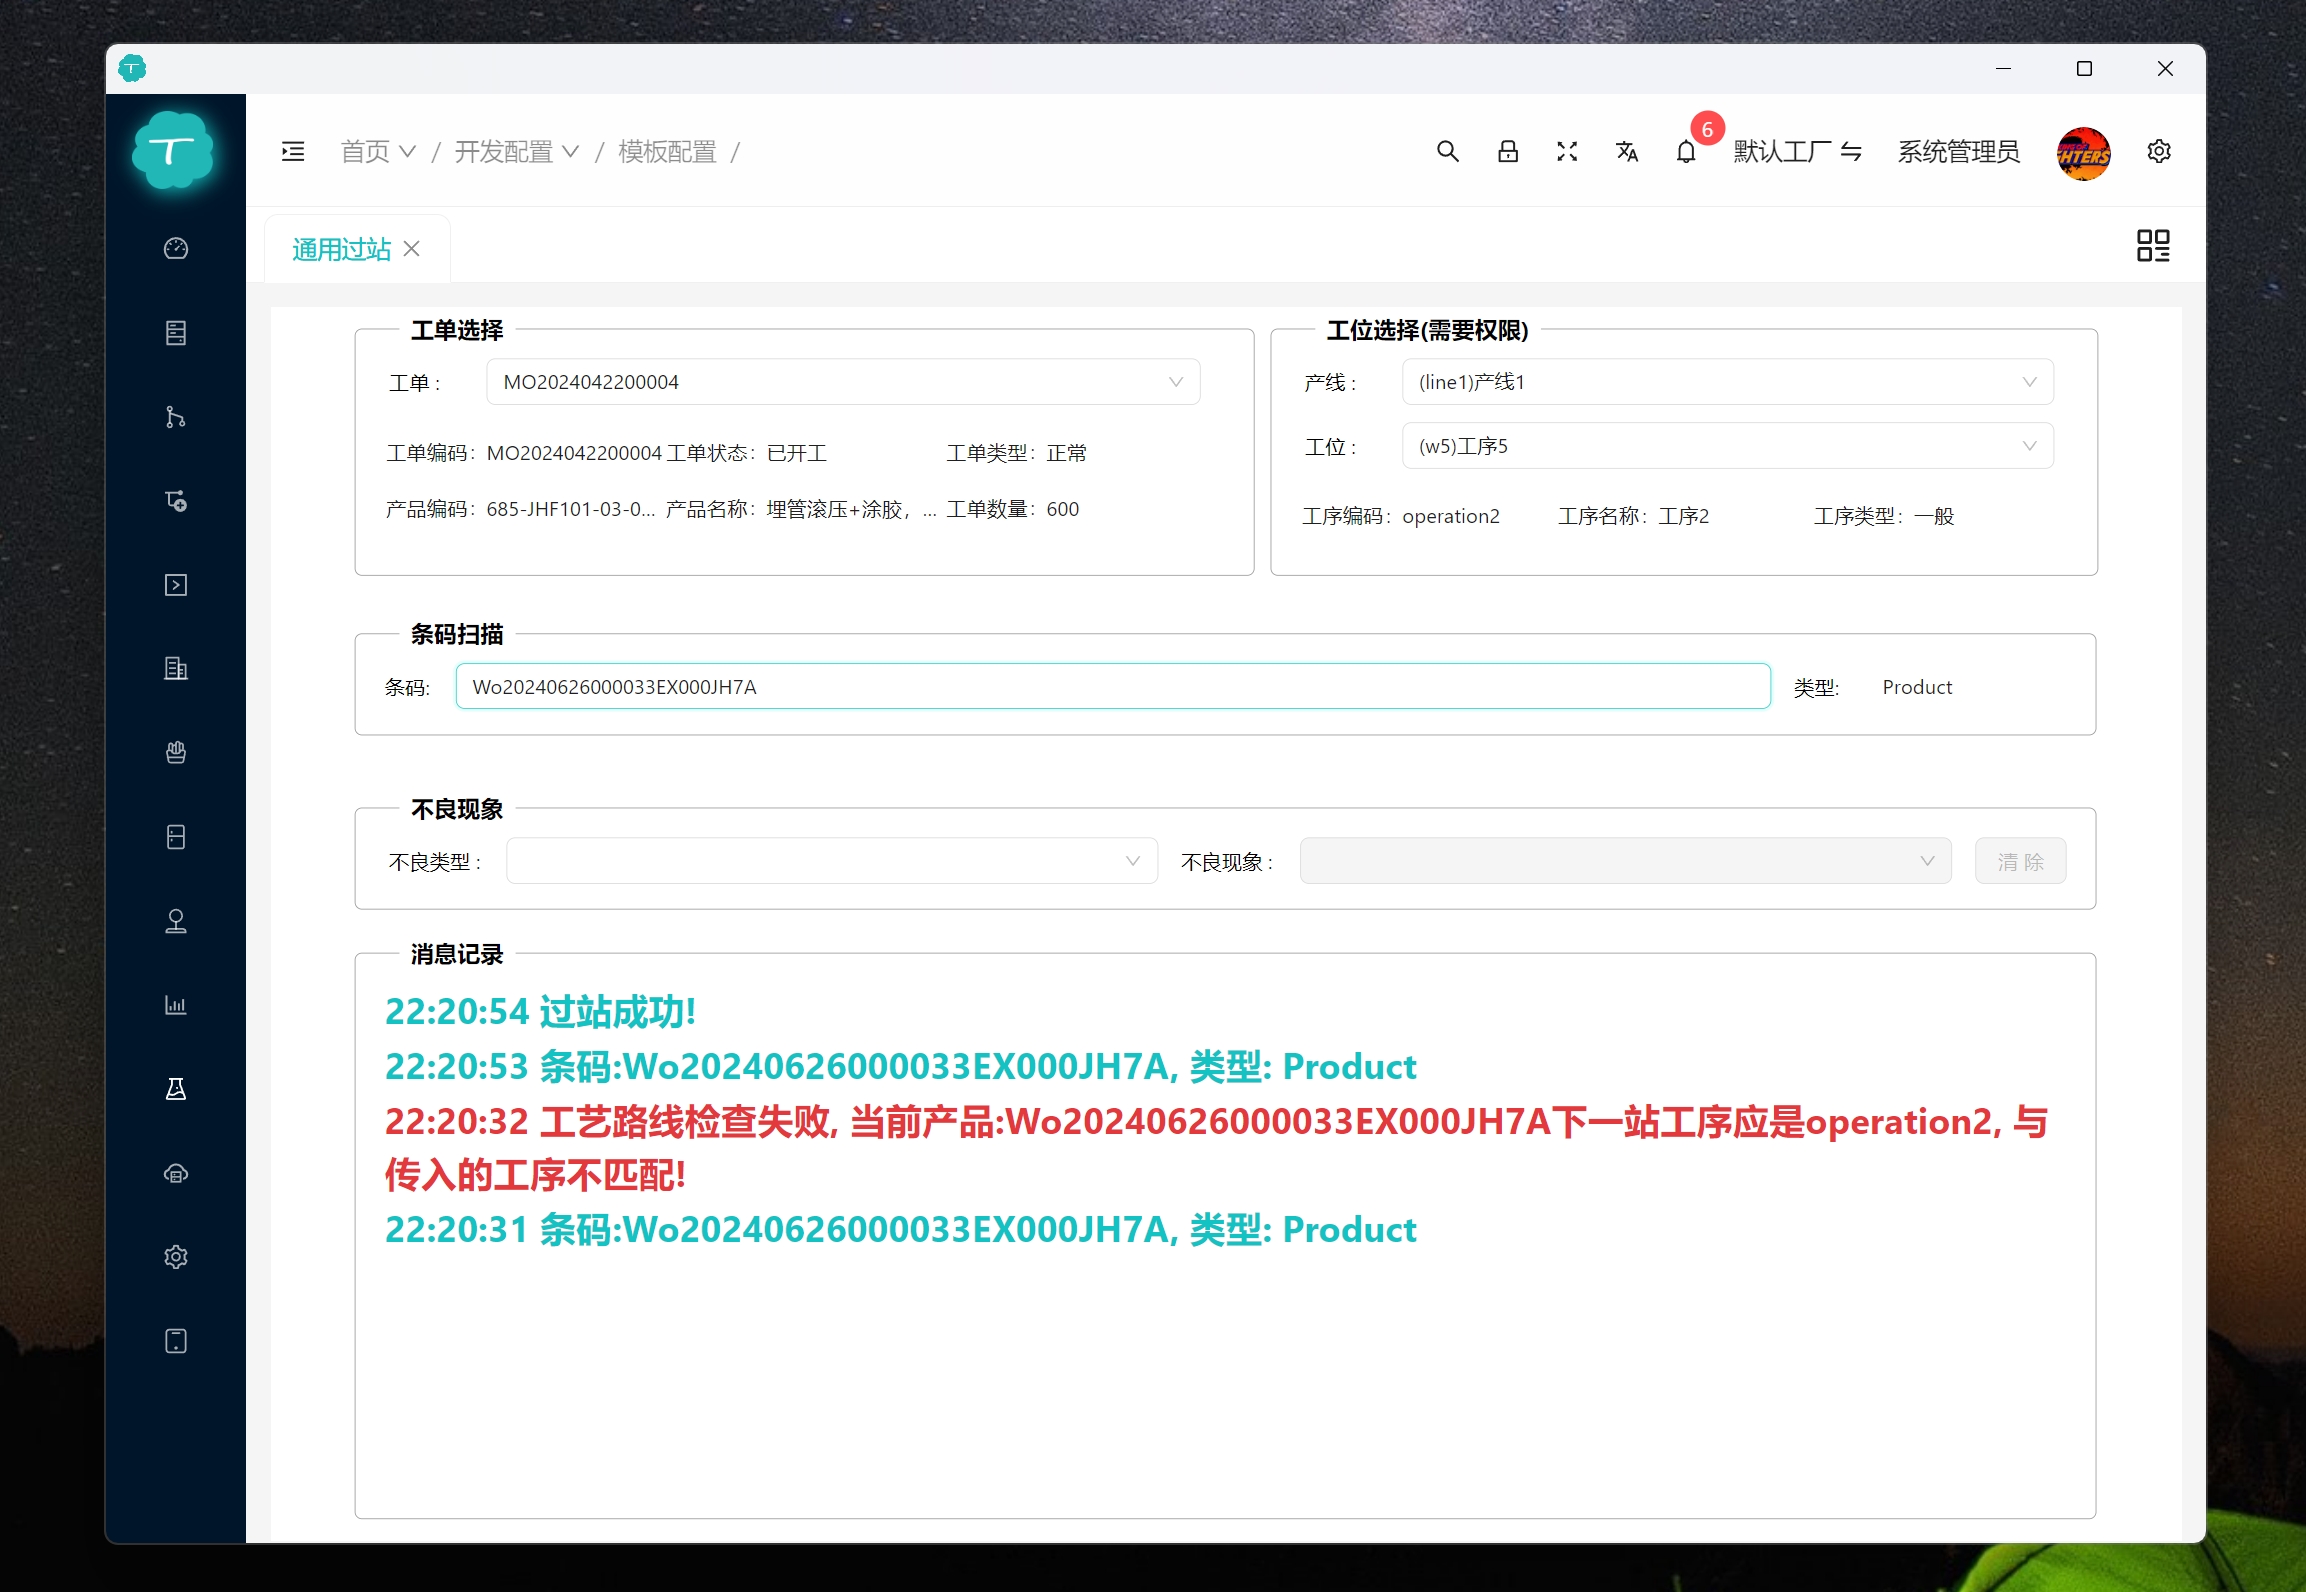 首页 / 开发配置 / 模板配置 /
6
默认工厂
系统管理员
通用过站
工单选择
工单 :
MO2024042200004
工单编码: MO2024042200004 工单状态: 已开工 工单类型: 正常
产品编码: 685-JHF101-03-0... 产品名称: 埋管滚压+涂胶, ... 工单数量: 600
工位选择(需要权限)
产线 :
(line1)产线1
工位 :
(w5)工序5
工序编码: operation2 工序名称: 工序2 工序类型: 一般
条码扫描
条码:
Wo20240626000033EX000JH7A
类型: Product
不良现象
不良类型 :
不良现象 :
清 除
消息记录
22:20:54 过站成功!
22:20:53 条码:Wo20240626000033EX000JH7A, 类型: Product
22:20:32 工艺路线检查失败, 当前产品:Wo20240626000033EX000JH7A下一站工序应是operation2, 与
传入的工序不匹配!
22:20:31 条码:Wo20240626000033EX000JH7A, 类型: Product